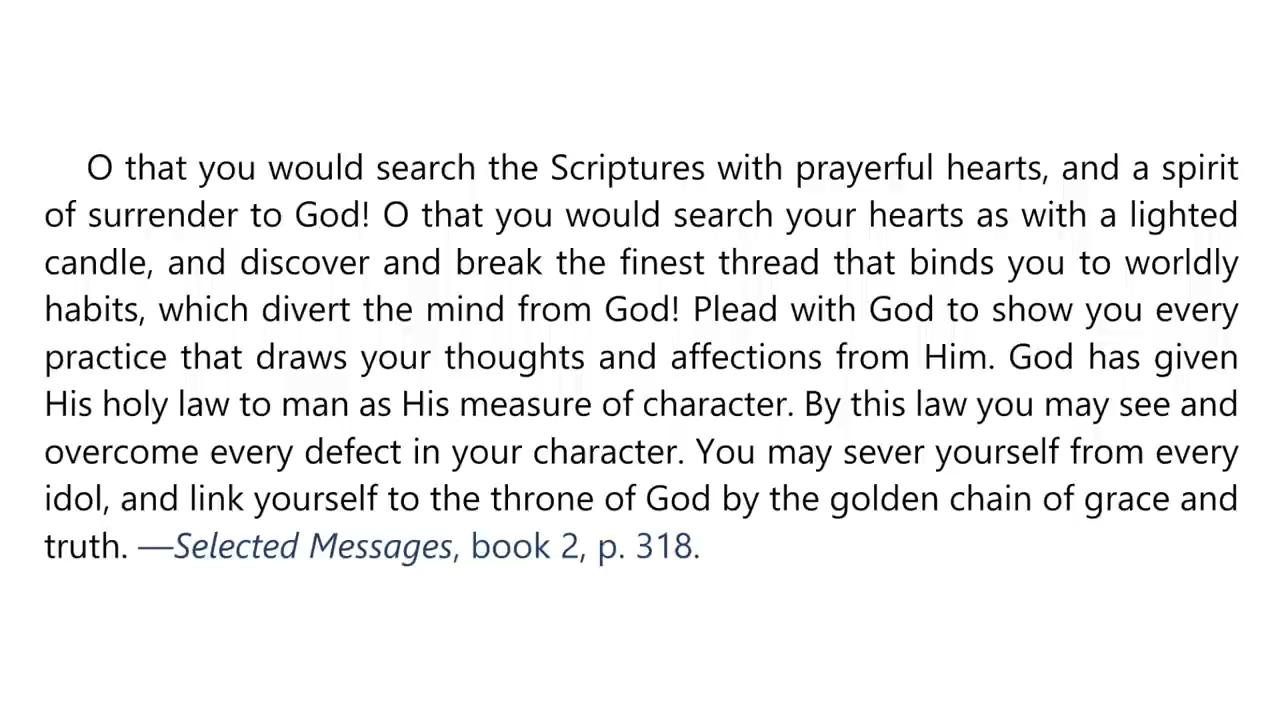 O that you would search the Scriptures with prayerful hearts, and a spirit
of surrender to God! O that you would search your hearts as with a lighted
candle, and discover and break the finest thread that binds you to worldly
habits, which divert the mind from God! Plead with God to show you every
practice that draws your thoughts and affections from Him. God has given
His holy law to man as His measure of character. By this law you may see and
overcome every defect in your character. You may sever yourself from every
idol, and link yourself to the throne of God by the golden chain of grace and
truth. —Selected Messages, book 2, p. 318.